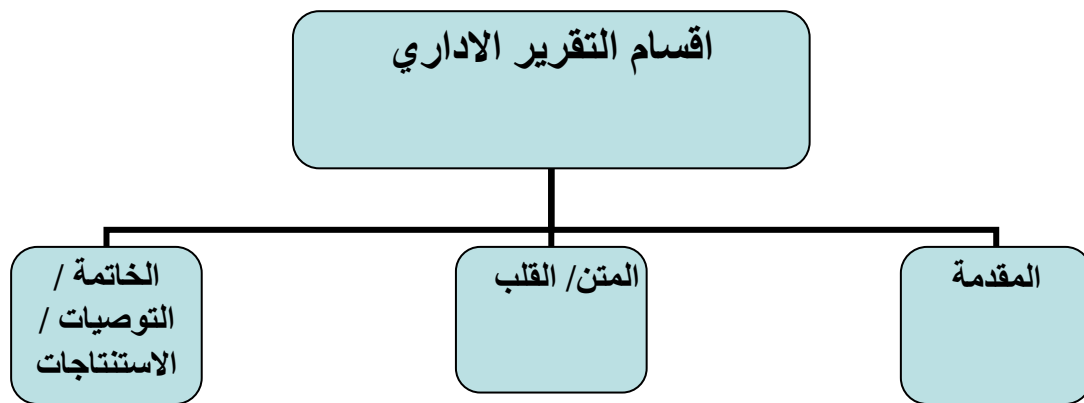 اقسام التقرير الاداري
المقدمة
المتن/ القلب
الخاتمة /
التوصيات /
الاستنتاجات